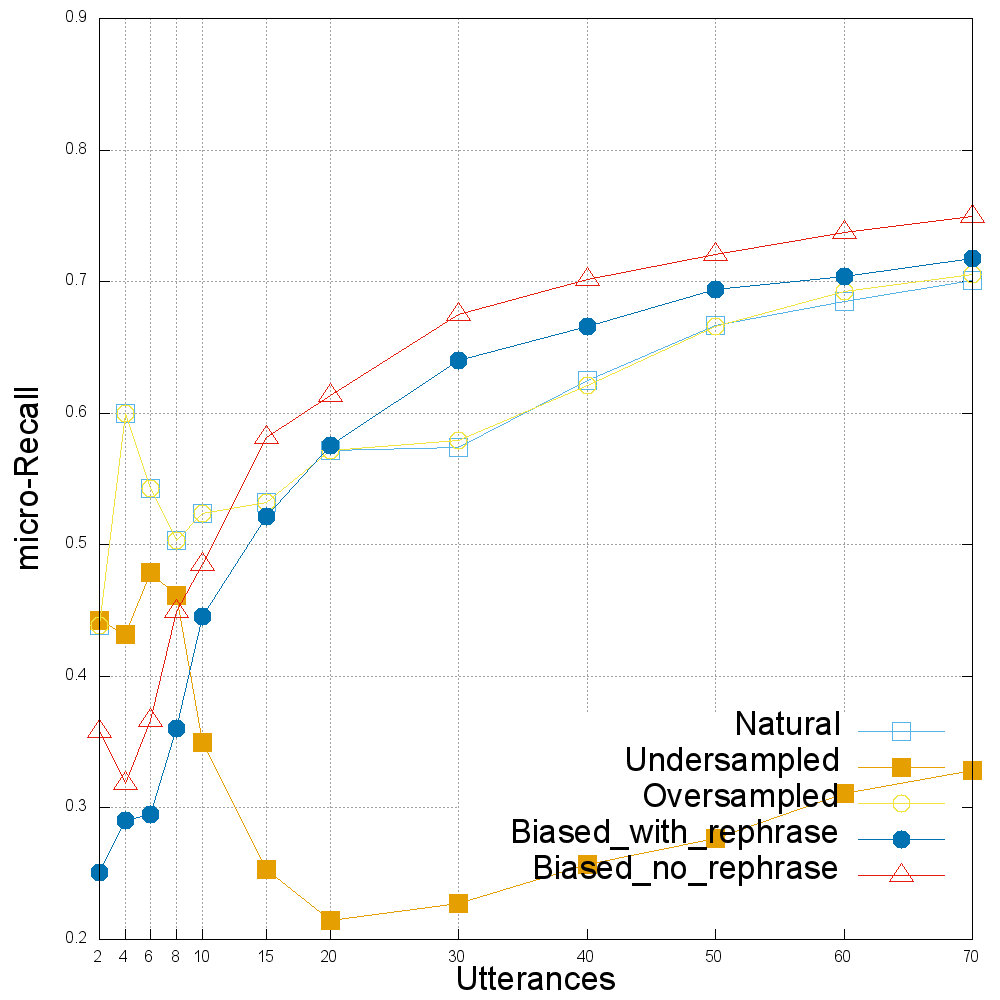 0.9
0.8
0.7
0.6
0.5
0.4
0.3
0.2
micro-Recall
Natural
Undersampled
Oversampled
Biased_with_rephrase
Biased_no_rephrase
2 4 6 8 10 15 20 30 40 50 60 70
Utterances